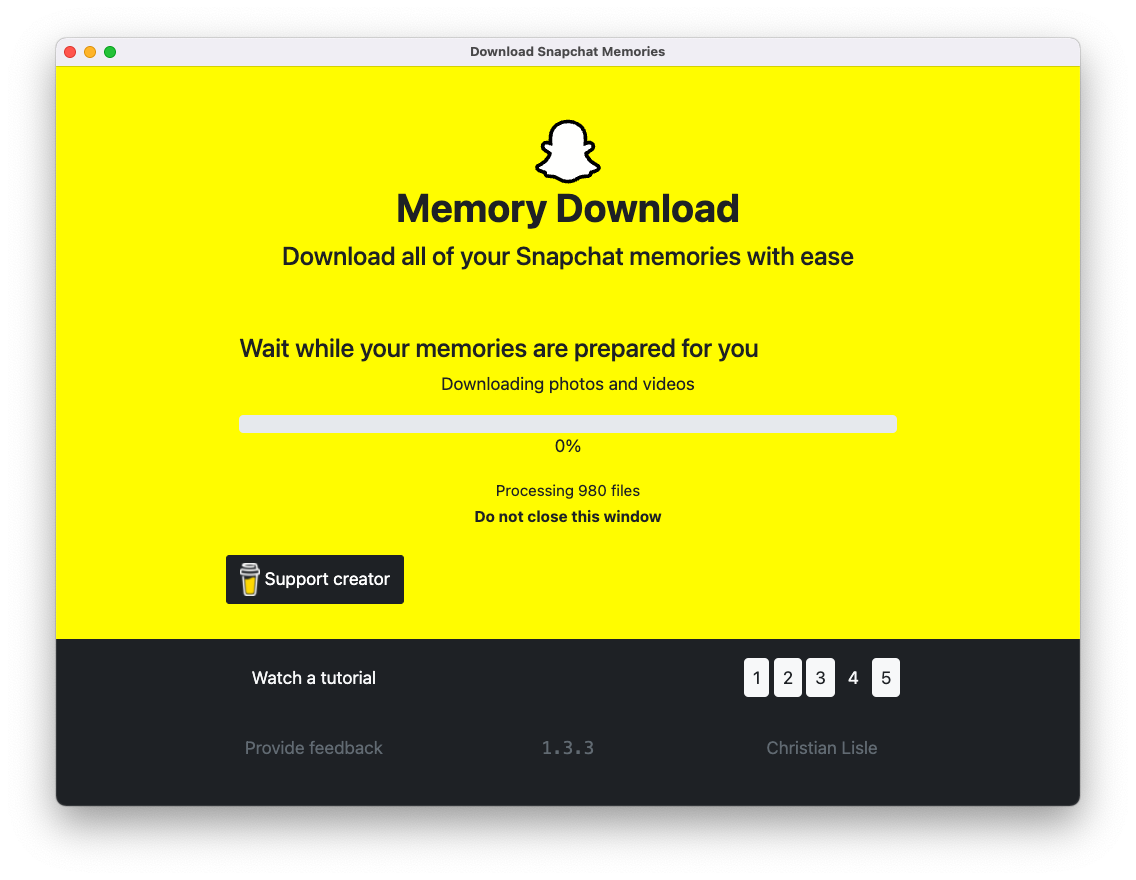 Download Snapchat Memories
Memory Download
Download all of your Snapchat memories with ease
Wait while your memories are prepared for you
Downloading photos and videos
0%
Processing 980 files
Do not close this window
Support creator
Watch a tutorial
1 2 3 4 5
Provide feedback
1.3.3
Christian Lisle